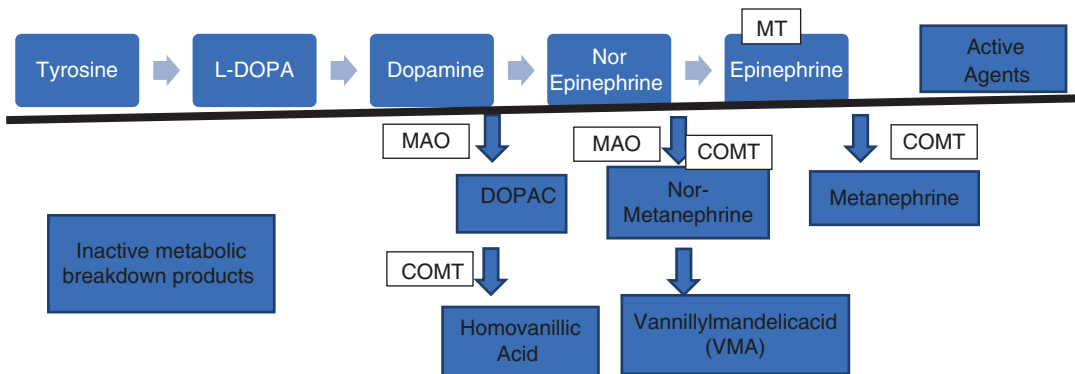 MT
Tyrosine
L-DOPA
Dopamine
Nor
Epinephrine
Epinephrine
Active
Agents
MAO
MAO
COMT
COMT
DOPAC
Nor-
Metanephrine
Metanephrine
Inactive metabolic
breakdown products
COMT
Homovanillic
Acid
Vannillylmandelicacid
(VMA)